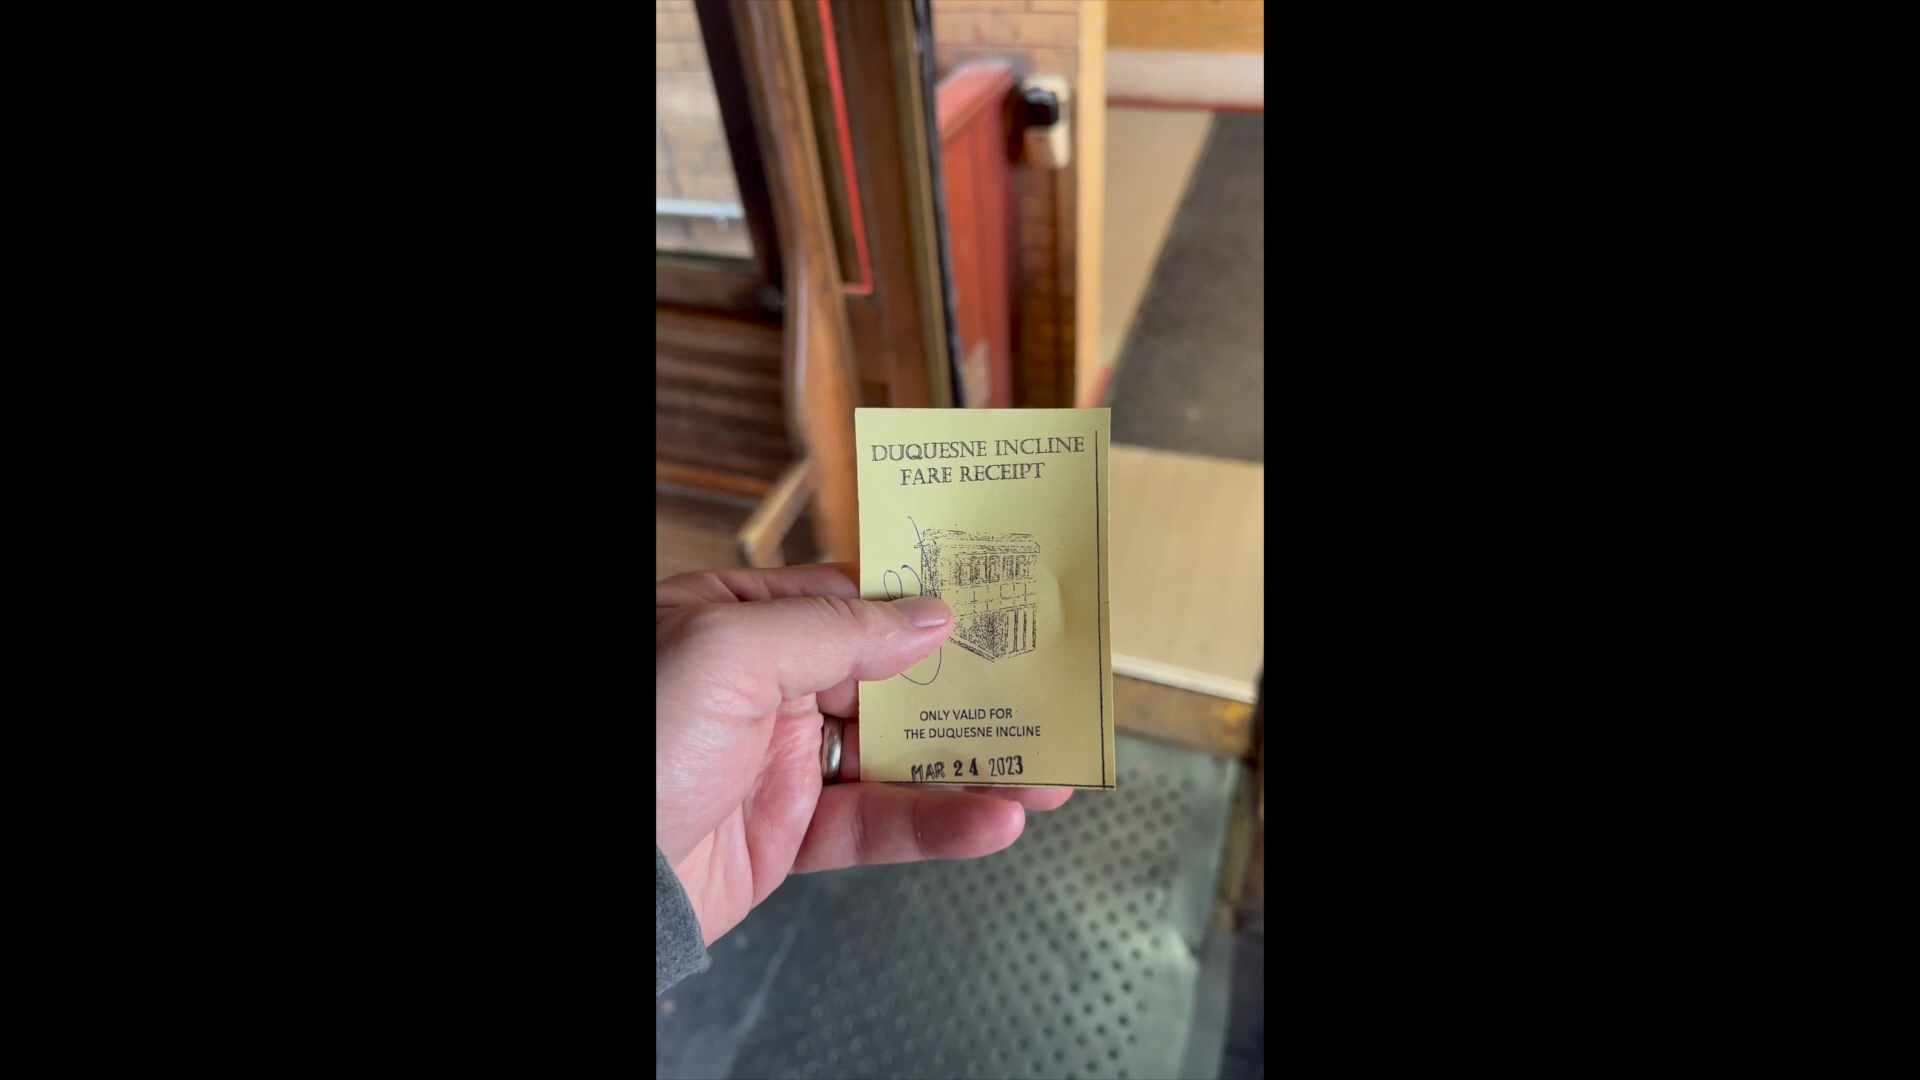 DUQUESNE INCLINE
FARE RECEIPT
ONLY VALID FOR
THE DUQUESNE INCLINE
MAR 24 2023